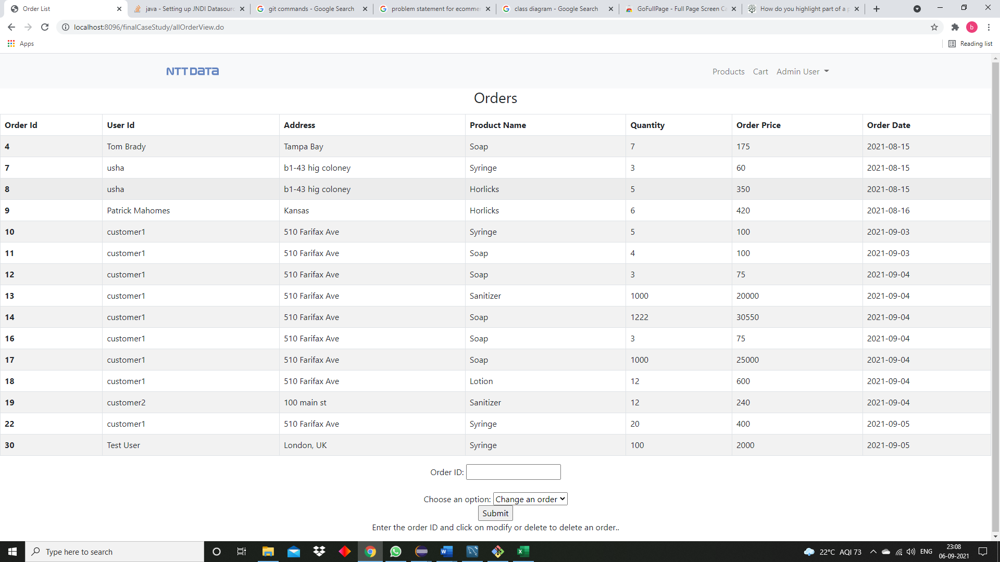 Order List
java - Setting up JNDI Datasourc
git commands - Google Search
problem statement for ecomme
class diagram - Google Search
GoFullPage - Full Page Screen Ca
How do you highlight part of a p
localhost:8096/finalCaseStudy/allOrderView.do
b
Apps
Reading list
NTT DATA
Products Cart Admin User
Orders
Order Id User Id Address Product Name Quantity Order Price Order Date
4 Tom Brady Tampa Bay Soap 7 175 2021-08-15
7 usha b1-43 hig coloney Syringe 3 60 2021-08-15
8 usha b1-43 hig coloney Horlicks 5 350 2021-08-15
9 Patrick Mahomes Kansas Horlicks 6 420 2021-08-16
10 customer1 510 Farifax Ave Syringe 5 100 2021-09-03
11 customer1 510 Farifax Ave Soap 4 100 2021-09-03
12 customer1 510 Farifax Ave Soap 3 75 2021-09-04
13 customer1 510 Farifax Ave Sanitizer 1000 20000 2021-09-04
14 customer1 510 Farifax Ave Soap 1222 30550 2021-09-04
16 customer1 510 Farifax Ave Soap 3 75 2021-09-04
17 customer1 510 Farifax Ave Soap 1000 25000 2021-09-04
18 customer1 510 Farifax Ave Lotion 12 600 2021-09-04
19 customer2 100 main st Sanitizer 12 240 2021-09-04
22 customer1 510 Farifax Ave Syringe 20 400 2021-09-05
30 Test User London, UK Syringe 100 2000 2021-09-05
Order ID:
Choose an option: Change an order
Submit
Enter the order ID and click on modify or delete to delete an order..
Type here to search
22°C AQI 73
ENG
23:08
06-09-2021